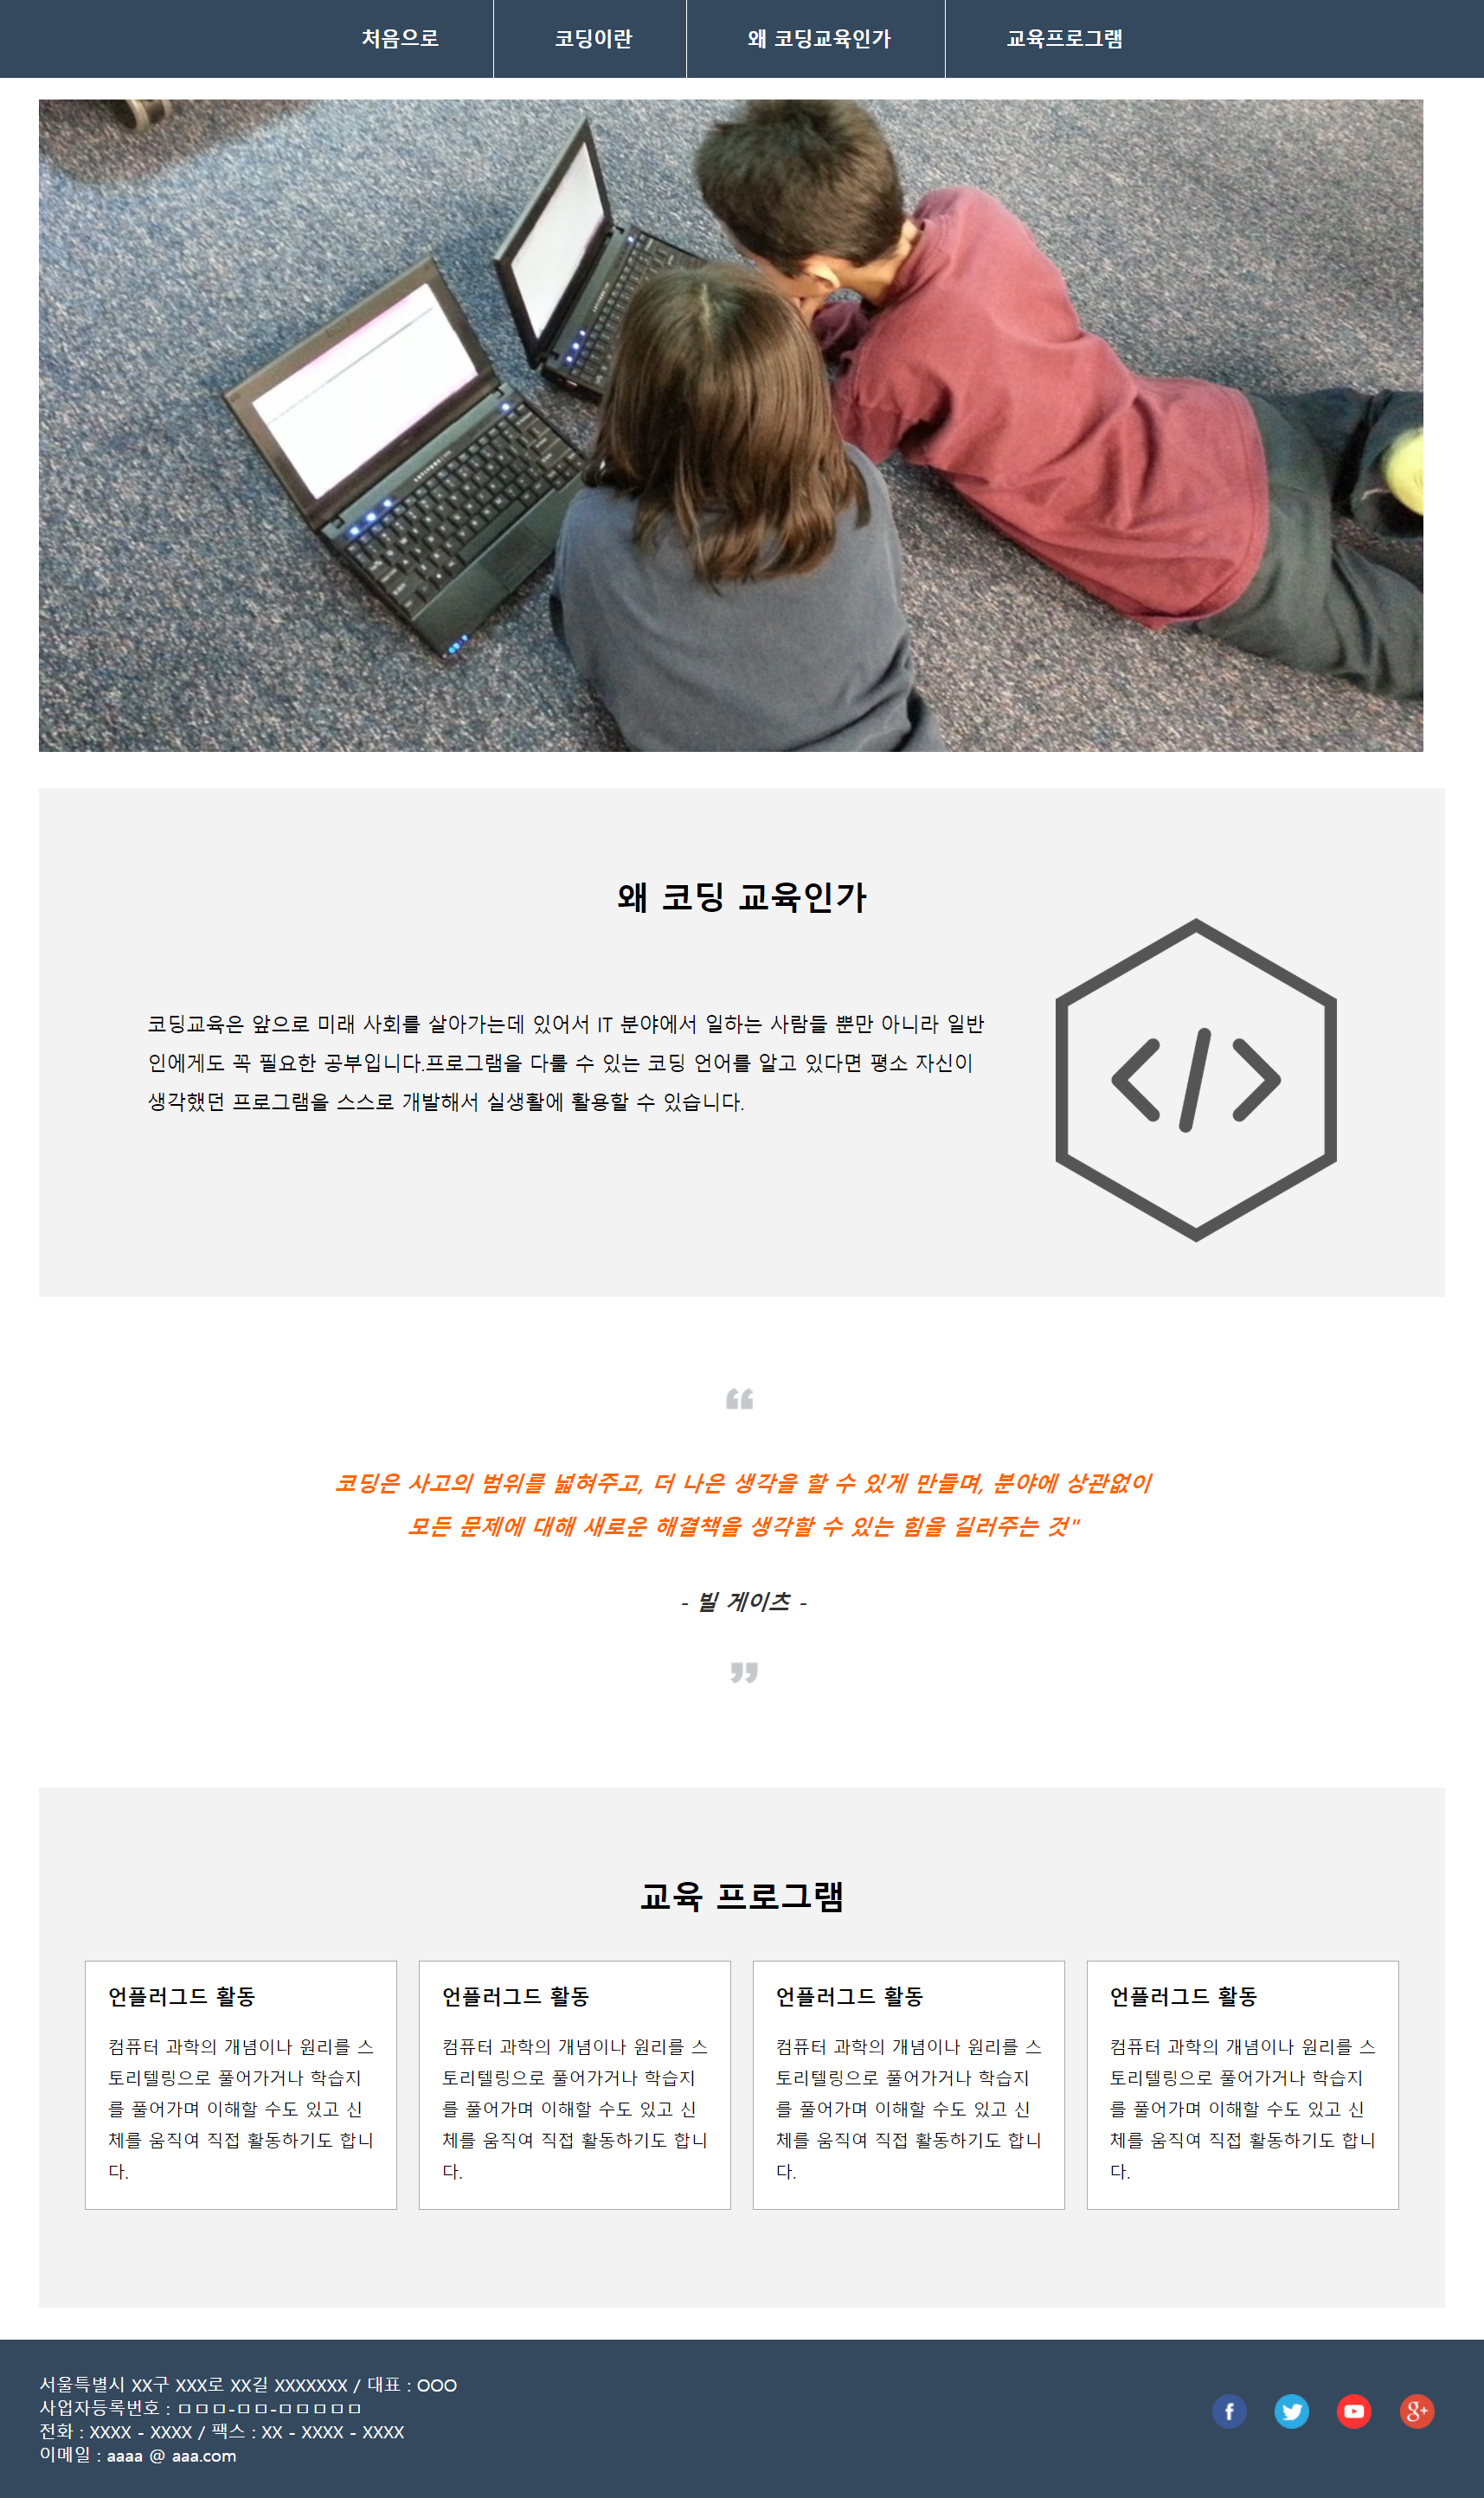 처음으로
코딩이란
왜 코딩교육인가
교육프로그램
왜 코딩 교육인가
코딩교육은 앞으로 미래 사회를 살아가는데 있어서 IT 분야에서 일하는 사람들 뿐만 아니라 일반
인에게도 꼭 필요한 공부입니다.프로그램을 다룰 수 있는 코딩 언어를 알고 있다면 평소 자신이
생각했던 프로그램을 스스로 개발해서 실생활에 활용할 수 있습니다.
</>
“
코딩은 사고의 범위를 넓혀주고, 더 나은 생각을 할 수 있게 만들며, 분야에 상관없이
모든 문제에 대해 새로운 해결책을 생각할 수 있는 힘을 길러주는 것"
- 빌 게이츠 -
”
교육 프로그램
언플러그드 활동
컴퓨터 과학의 개념이나 원리를 스
토리텔링으로 풀어가거나 학습지
를 풀어가며 이해할 수도 있고 신
체를 움직여 직접 활동하기도 합니
다.
언플러그드 활동
컴퓨터 과학의 개념이나 원리를 스
토리텔링으로 풀어가거나 학습지
를 풀어가며 이해할 수도 있고 신
체를 움직여 직접 활동하기도 합니
다.
언플러그드 활동
컴퓨터 과학의 개념이나 원리를 스
토리텔링으로 풀어가거나 학습지
를 풀어가며 이해할 수도 있고 신
체를 움직여 직접 활동하기도 합니
다.
언플러그드 활동
컴퓨터 과학의 개념이나 원리를 스
토리텔링으로 풀어가거나 학습지
를 풀어가며 이해할 수도 있고 신
체를 움직여 직접 활동하기도 합니
다.
서울특별시 XX구 XXX로 XX길 XXXXXXX / 대표 : OOO
사업자등록번호 : ㅁㅁㅁ-ㅁㅁ-ㅁㅁㅁㅁㅁ
전화 : XXXX - XXXX / 팩스 : XX - XXXX - XXXX
이메일 : aaaa @ aaa.com
f
g+